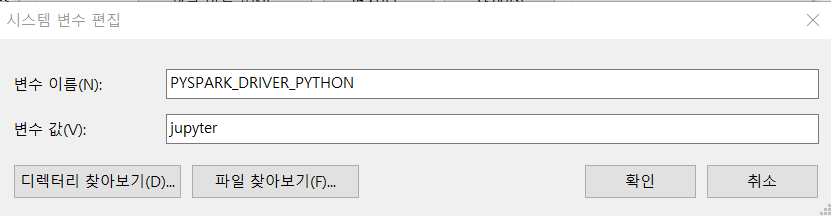 시스템 변수 편집
변수 이름(N): PYSPARK_DRIVER_PYTHON
변수 값(V): jupyter
디렉터리 찾아보기(D)... 파일 찾아보기(F)... 확인 취소